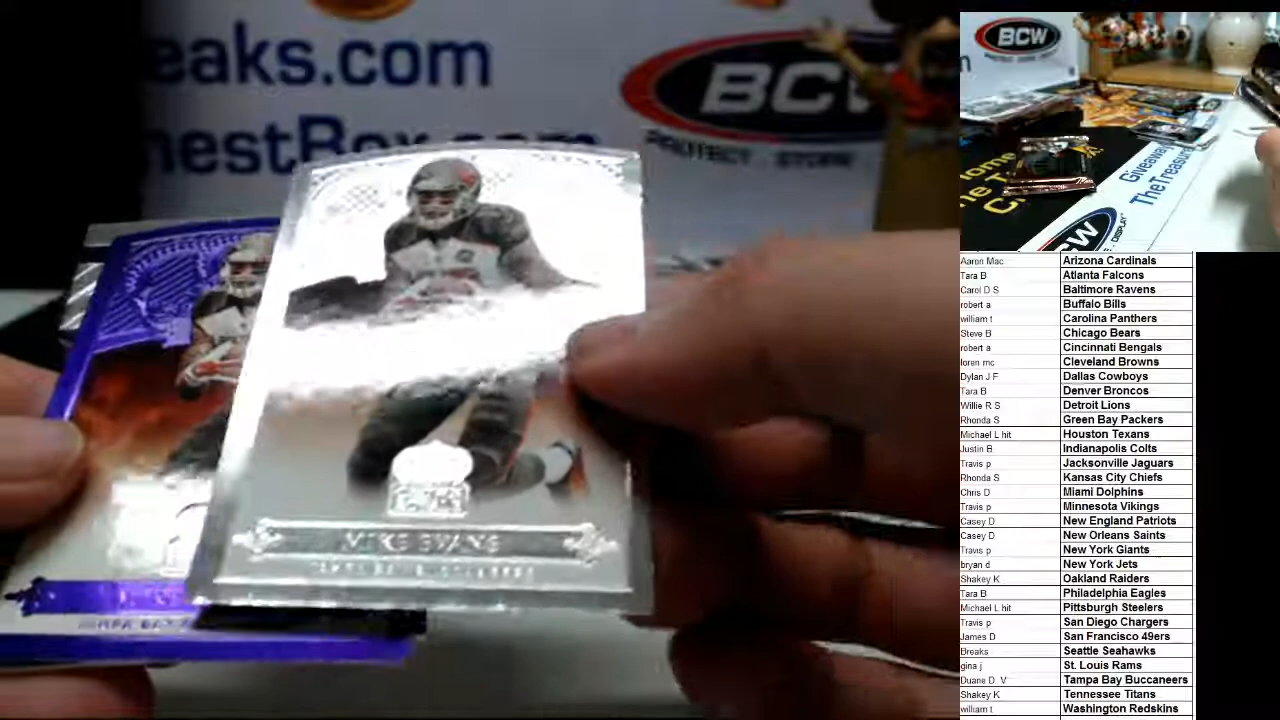 eaks.com
nestBox.com
BCW
MIKE EVANS
BCW
Giveaway
TheTreasure
BCW
DISPLAY
Aaron Mac Arizona Cardinals
Tara B Atlanta Falcons
Carol D S Baltimore Ravens
robert a Buffalo Bills
william t Carolina Panthers
Steve B Chicago Bears
robert a Cincinnati Bengals
loren mc Cleveland Browns
Dylan J F Dallas Cowboys
Tara B Denver Broncos
Willie R S Detroit Lions
Rhonda S Green Bay Packers
Michael L hit Houston Texans
Justin B Indianapolis Colts
Travis p Jacksonville Jaguars
Rhonda S Kansas City Chiefs
Chris D Miami Dolphins
Travis p Minnesota Vikings
Casey D New England Patriots
Casey D New Orleans Saints
Travis p New York Giants
bryan d New York Jets
Shakey K Oakland Raiders
Tara B Philadelphia Eagles
Michael L hit Pittsburgh Steelers
Travis p San Diego Chargers
James D San Francisco 49ers
Breaks Seattle Seahawks
gina j St. Louis Rams
Duane D. V Tampa Bay Buccaneers
Shakey K Tennessee Titans
william t Washington Redskins